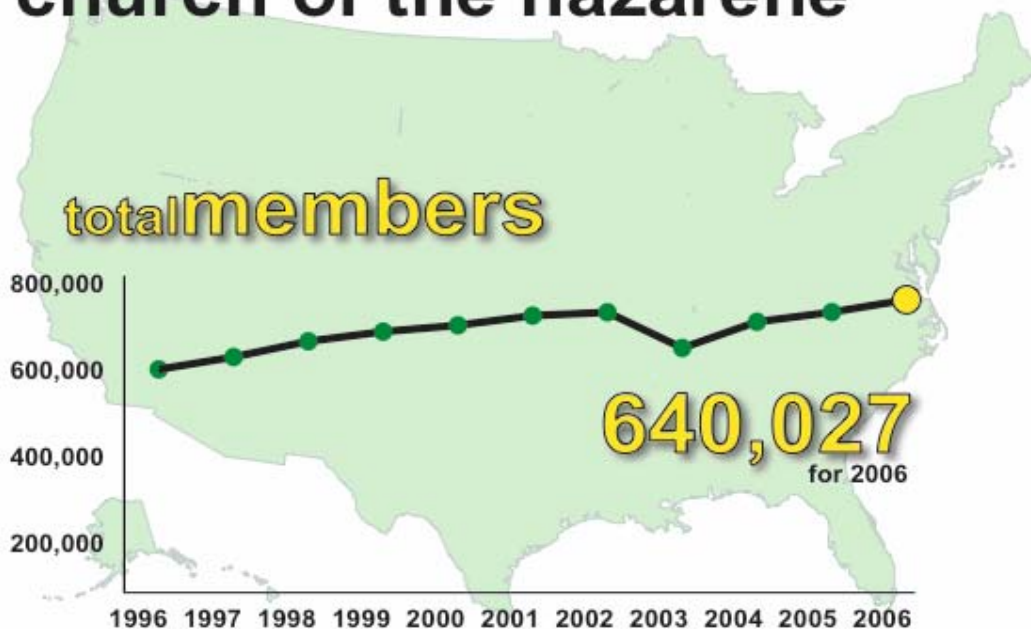 church of the nazarene
totalmembers
800,000
600,000
400,000
200,000
640,027
for 2006
1996 1997 1998 1999 2000 2001 2002 2003 2004 2005 2006